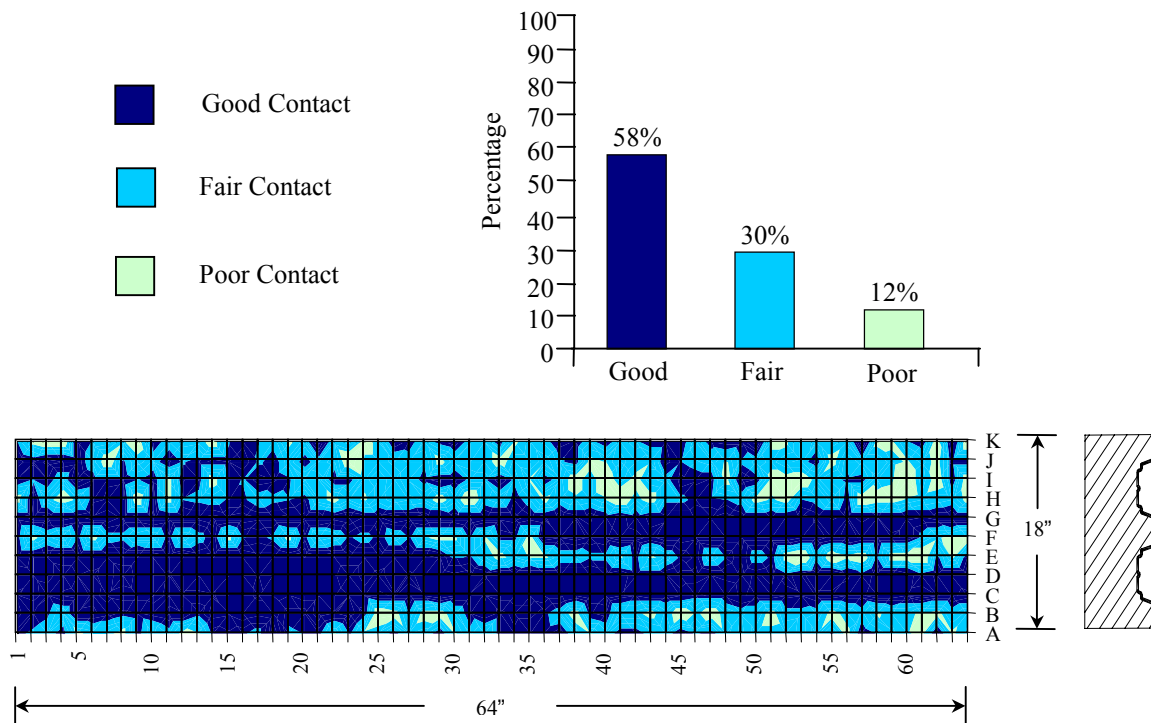 Good Contact
Fair Contact
Poor Contact
Percentage
100
90
80
70
60
50
40
30
20
10
0
58%
30%
12%
Good Fair Poor
K
J
I
H
G
F
E
D
C
B
A
18"
1 5 10 15 20 25 30 35 40 45 50 55 60
64"